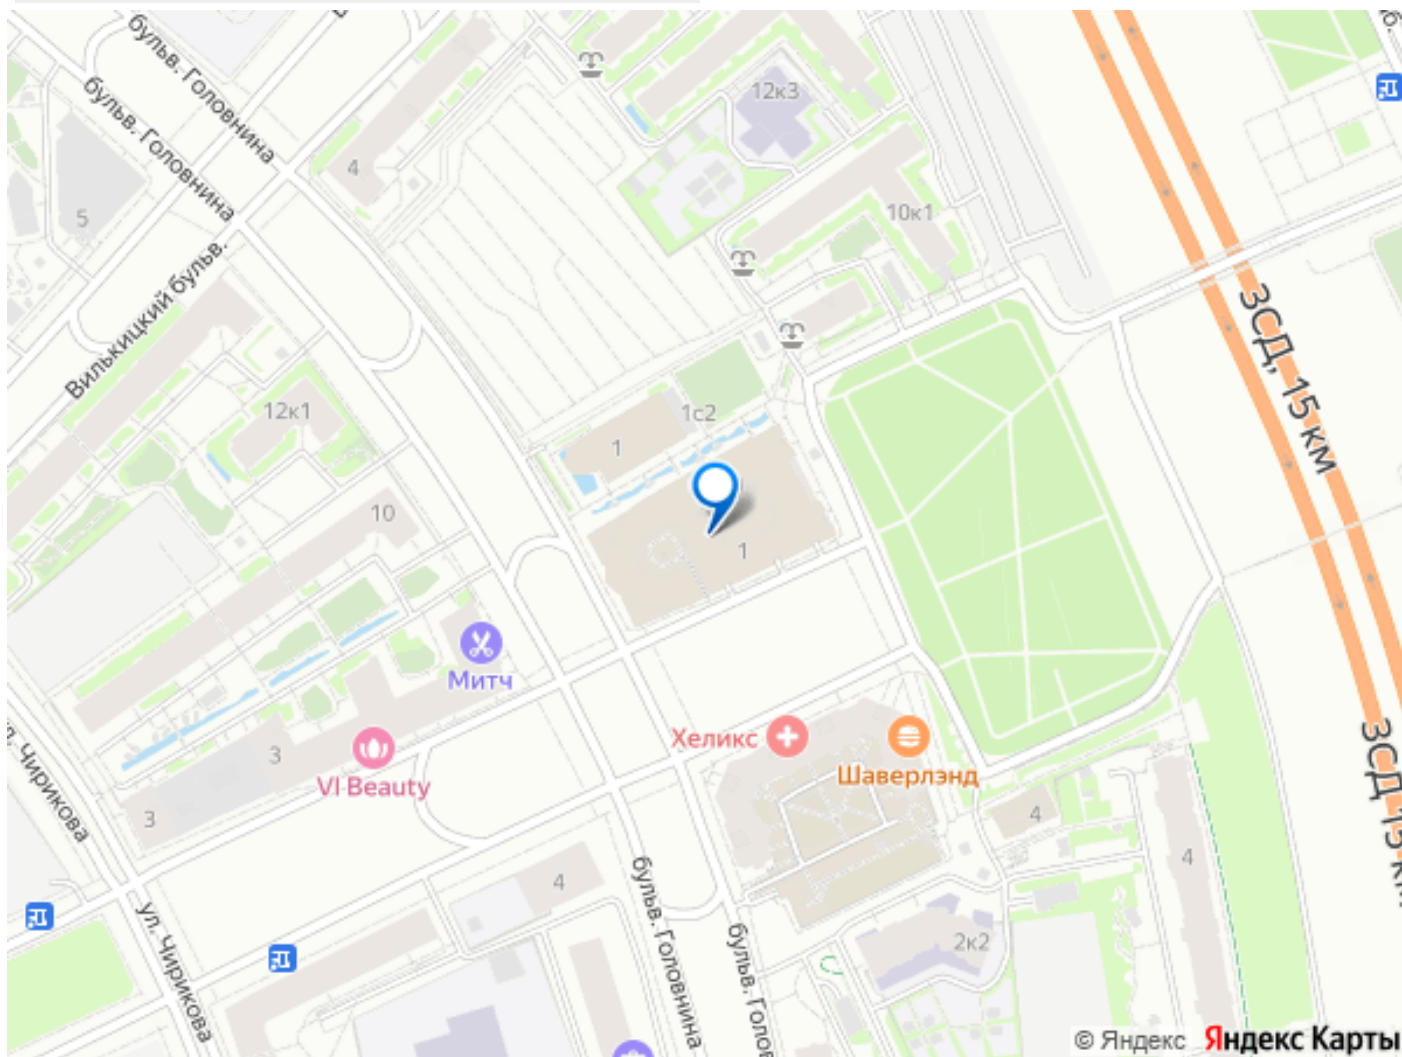 бульв. Головнина
бульв. Головнина
12к3
4
5
10к1
Вилькицкий бульв.
ЗСД, 15 км
12к1
1с2
1
10
1
Митч
Хеликс
3
VI Beauty
Шаверлэнд
ЗСД 15 км
3
ул. Чирикова
4
4
4
бульв. Головнина
ул. Чирикова
бульв. Голов
2к2
© Яндекс Яндекс Карты